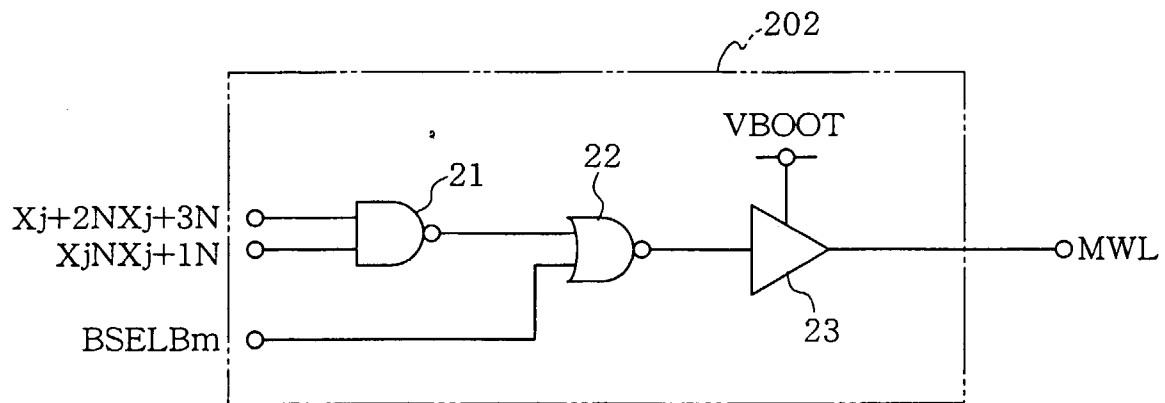 202
VBOOT
22
21
Xj+2NXj+3N
XjNXj+1N
MWL
23
BSELBm